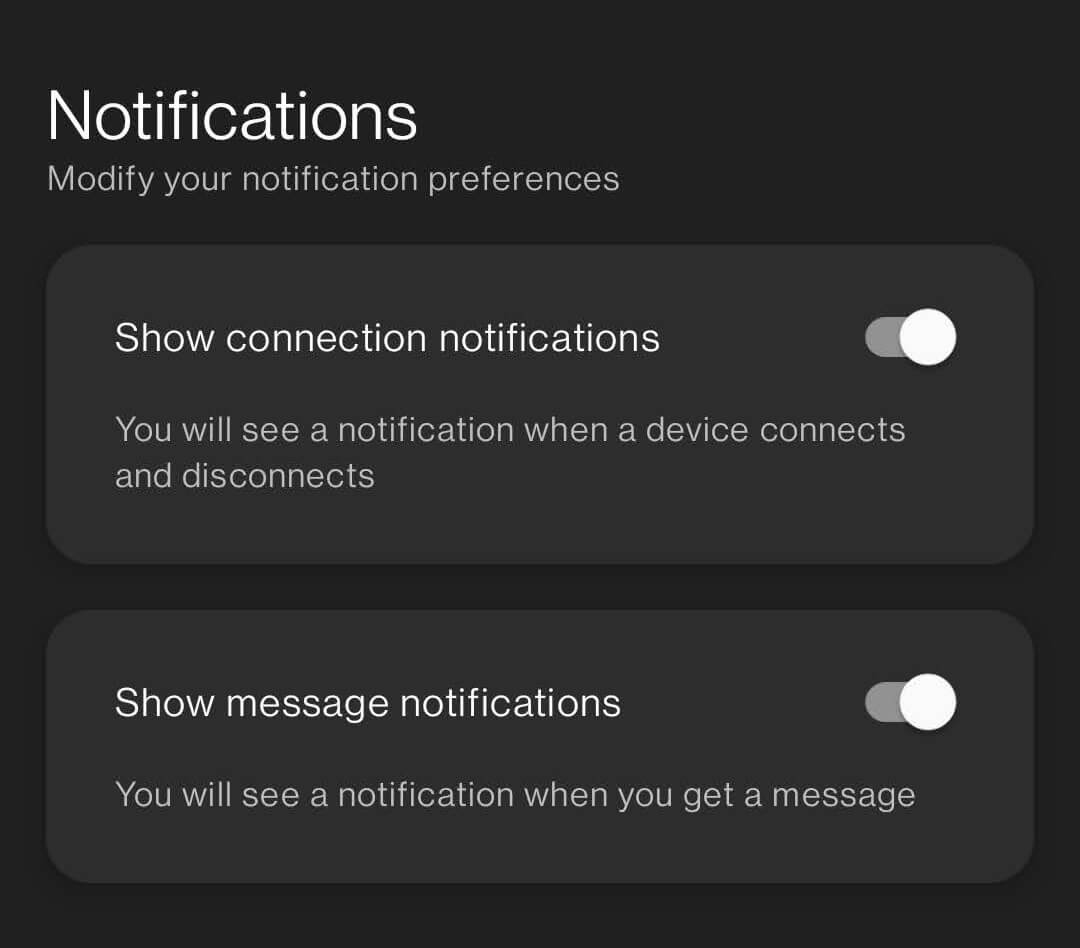 Notifications
Modify your notification preferences
Show connection notifications
You will see a notification when a device connects
and disconnects
Show message notifications
You will see a notification when you get a message